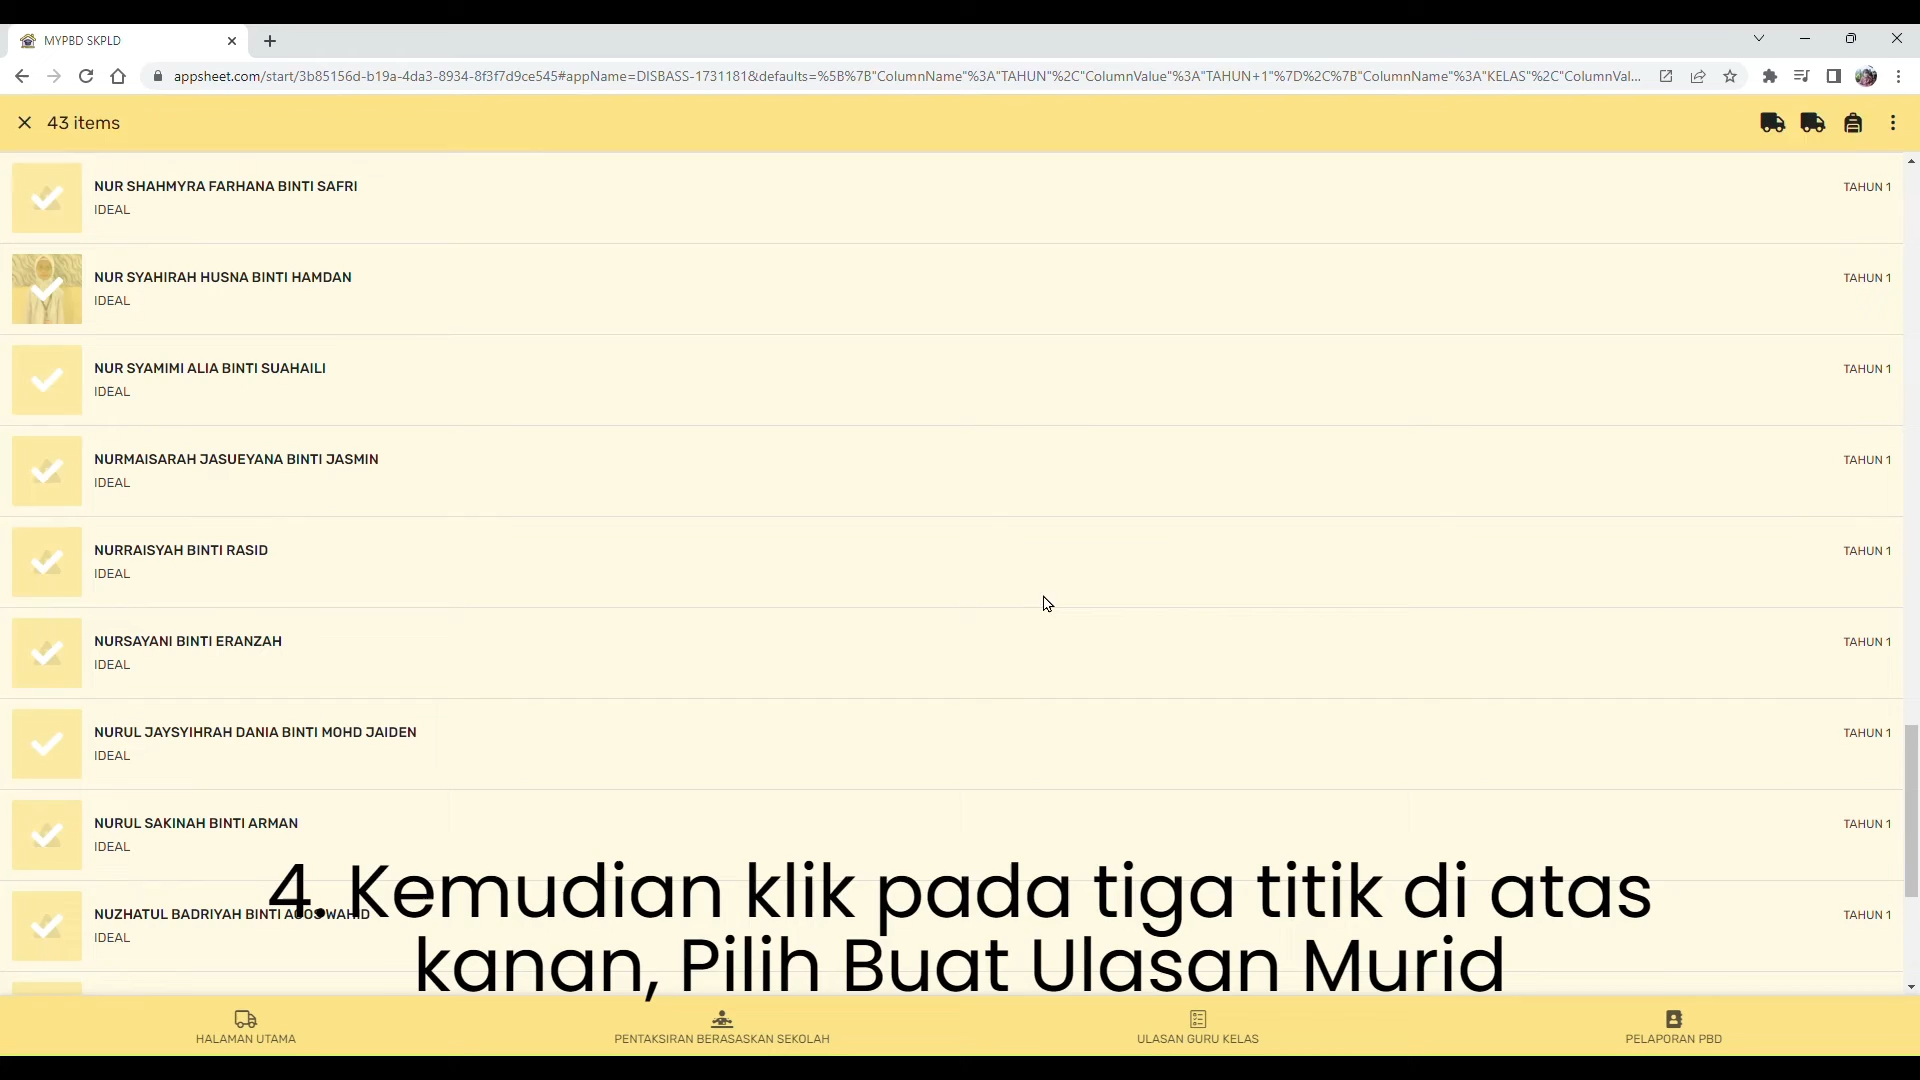 MYPBD SKPLD
appsheet.com/start/3b85156d-b19a-4da3-8934-8f3f7d9ce545#appName=DISBASS-1731181&defaults=%5B%7B"ColumnName"%3A"TAHUN"%2C"ColumnValue"%3A"TAHUN+1"%7D%2C%7B"ColumnName"%3A"KELAS"%2C"ColumnVal...
43 items
NUR SHAHMYRA FARHANA BINTI SAFRI TAHUN 1
IDEAL
NUR SYAHIRAH HUSNA BINTI HAMDAN TAHUN 1
IDEAL
NUR SYAMIMI ALIA BINTI SUAHAILI TAHUN 1
IDEAL
NURMAISARAH JASUEYANA BINTI JASMIN TAHUN 1
IDEAL
NURRAISYAH BINTI RASID TAHUN 1
IDEAL
NURSAYANI BINTI ERANZAH TAHUN 1
IDEAL
NURUL JAYSYIHRAH DANIA BINTI MOHD JAIDEN TAHUN 1
IDEAL
NURUL SAKINAH BINTI ARMAN TAHUN 1
IDEAL
NUZHATUL BADRIYAH BINTI AGOS WAHID TAHUN 1
IDEAL
4. Kemudian klik pada tiga titik di atas
kanan, Pilih Buat Ulasan Murid
HALAMAN UTAMA PENTAKSIRAN BERASASKAN SEKOLAH ULASAN GURU KELAS PELAPORAN PBD